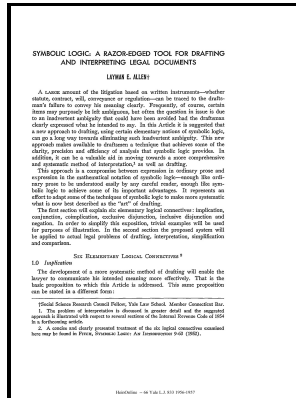 SYMBOLIC LOGIC: A RAZOR-EDGED TOOL FOR DRAFTING
AND INTERPRETING LEGAL DOCUMENTS
LAYMAN E. ALLEN†
A LARGE amount of the litigation based on written instruments—whether
statute, contract, will, conveyance or regulation—can be traced to the drafts-
man's failure to convey his meaning clearly. Frequently, of course, certain
items may purposely be left ambiguous, but often the question in issue is due
to an inadvertent ambiguity that could have been avoided had the draftsman
clearly expressed what he intended to say. In this Article it is suggested that
a new approach to drafting, using certain elementary notions of symbolic logic,
can go a long way towards eliminating such inadvertent ambiguity. This new
approach makes available to draftsmen a technique that achieves some of the
clarity, precision and efficiency of analysis that symbolic logic provides. In
addition, it can be a valuable aid in moving towards a more comprehensive
and systematic method of interpretation,¹ as well as drafting.
This approach is a compromise between expression in ordinary prose and
expression in the mathematical notation of symbolic logic—enough like ordi-
nary prose to be understood easily by any careful reader, enough like sym-
bolic logic to achieve some of its important advantages. It represents an
effort to adapt some of the techniques of symbolic logic to make more systematic
what is now best described as the "art" of drafting.
The first section will explain six elementary logical connectives: implication,
conjunction, coimplication, exclusive disjunction, inclusive disjunction and
negation. In order to simplify this exposition, trivial examples will be used
for purposes of illustration. In the second section the proposed system will
be applied to actual legal problems of drafting, interpretation, simplification
and comparison.
SIX ELEMENTARY LOGICAL CONNECTIVES ²
1.0 Implication
The development of a more systematic method of drafting will enable the
lawyer to communicate his intended meaning more effectively. That is the
basic proposition to which this Article is addressed. This same proposition
can be stated in a different form:
†Social Science Research Council Fellow, Yale Law School. Member Connecticut Bar.
1. The problem of interpretation is discussed in greater detail and the suggested
approach is illustrated with respect to several sections of the Internal Revenue Code of 1954
in a forthcoming article.
2. A concise and clearly presented treatment of the six logical connectives examined
here may be found in FITCH, SYMBOLIC LOGIC: AN INTRODUCTION 9-63 (1952).
HeinOnline -- 66 Yale L.J. 833 1956-1957